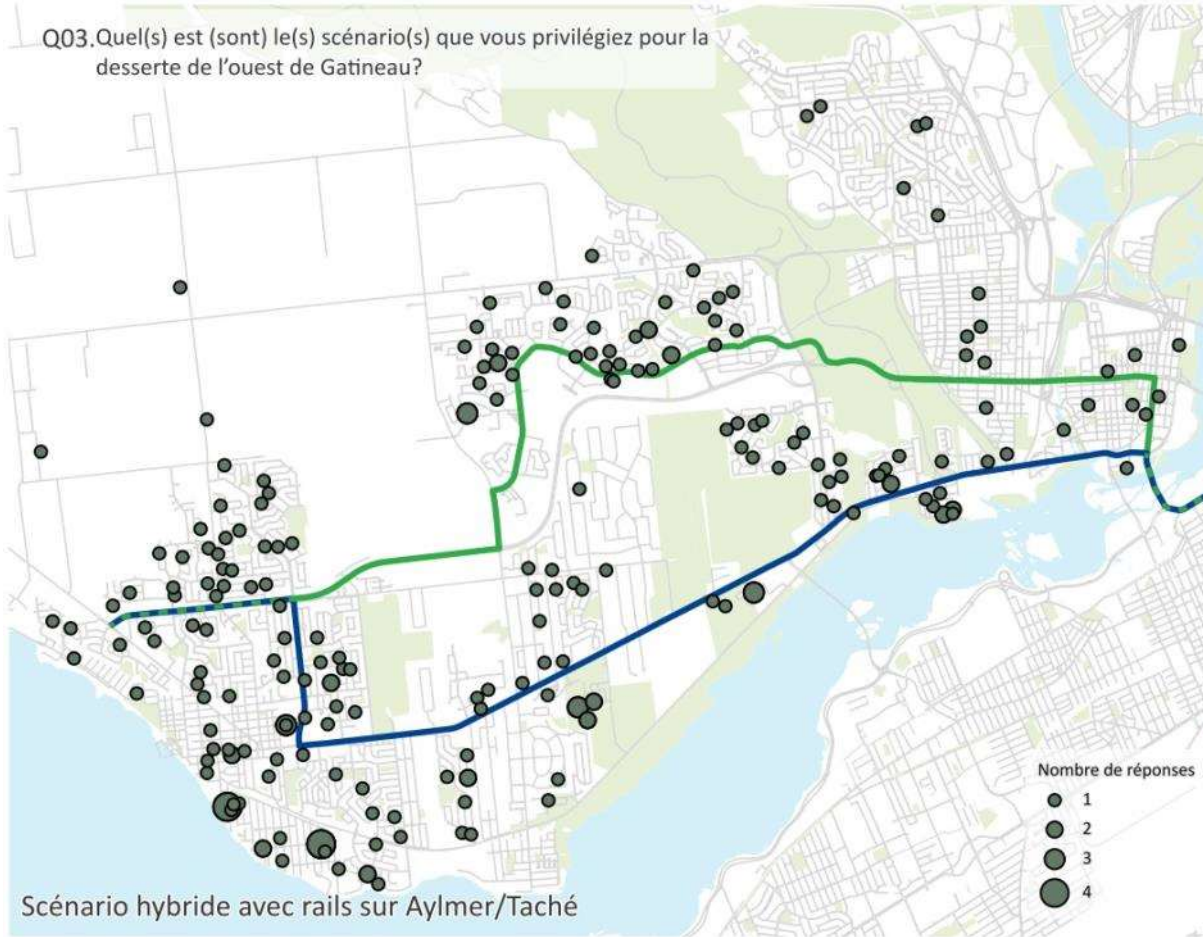 Q03.Quel(s) est (sont) le(s) scénario(s) que vous privilégiez pour la
desserte de l'ouest de Gatineau?
Nombre de réponses
1
2
3
4
Scénario hybride avec rails sur Aylmer/Taché